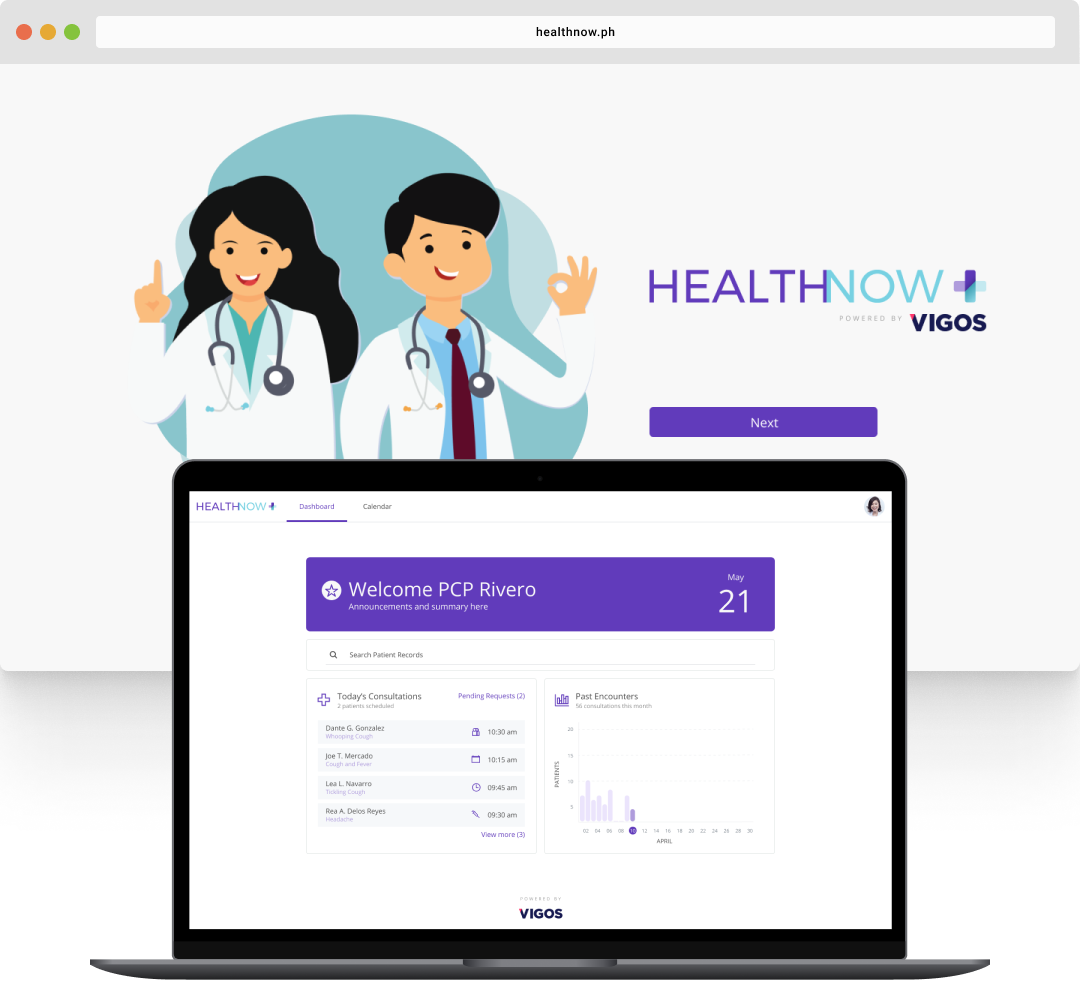 healthnow.ph
HEALTHNOW
POWERED BY VIGOS
Next
HEALTHNOW Dashboard Calendar
Welcome PCP Rivero
Announcements and summary here
May
21
Search Patient Records
Today's Consultations Pending Requests (2)
2 patients scheduled
Dante G. Gonzalez 10:30 am
Whooping Cough
Joe T. Mercado 10:15 am
Cough and Fever
Lea L. Navarro 09:45 am
Tickling Cough
Rea A. Delos Reyes 09:30 am
Headache
View more (3)
Past Encounters
56 consultations this month
20
15
10
5
PATIENTS
02 04 06 08 10 12 14 16 18 20 22 24 26 28 30
APRIL
POWERED BY
VIGOS